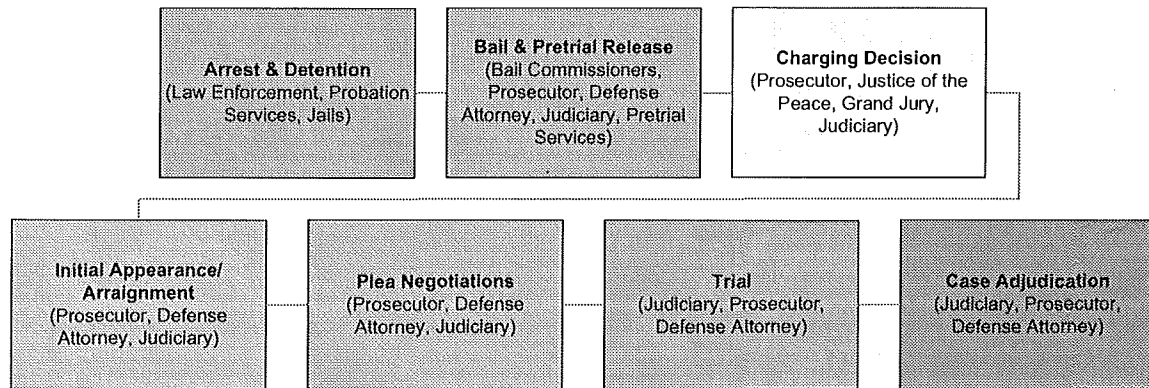 Arrest & Detention
(Law Enforcement, Probation
Services, Jails)
Bail & Pretrial Release
(Bail Commissioners,
Prosecutor, Defense
Attorney, Judiciary, Pretrial
Services)
Charging Decision
(Prosecutor, Justice of the
Peace, Grand Jury,
Judiciary)
Initial Appearance/
Arraignment
(Prosecutor, Defense
Attorney, Judiciary)
Plea Negotiations
(Prosecutor, Defense
Attorney, Judiciary)
Trial
(Judiciary, Prosecutor,
Defense Attorney)
Case Adjudication
(Judiciary, Prosecutor,
Defense Attorney)